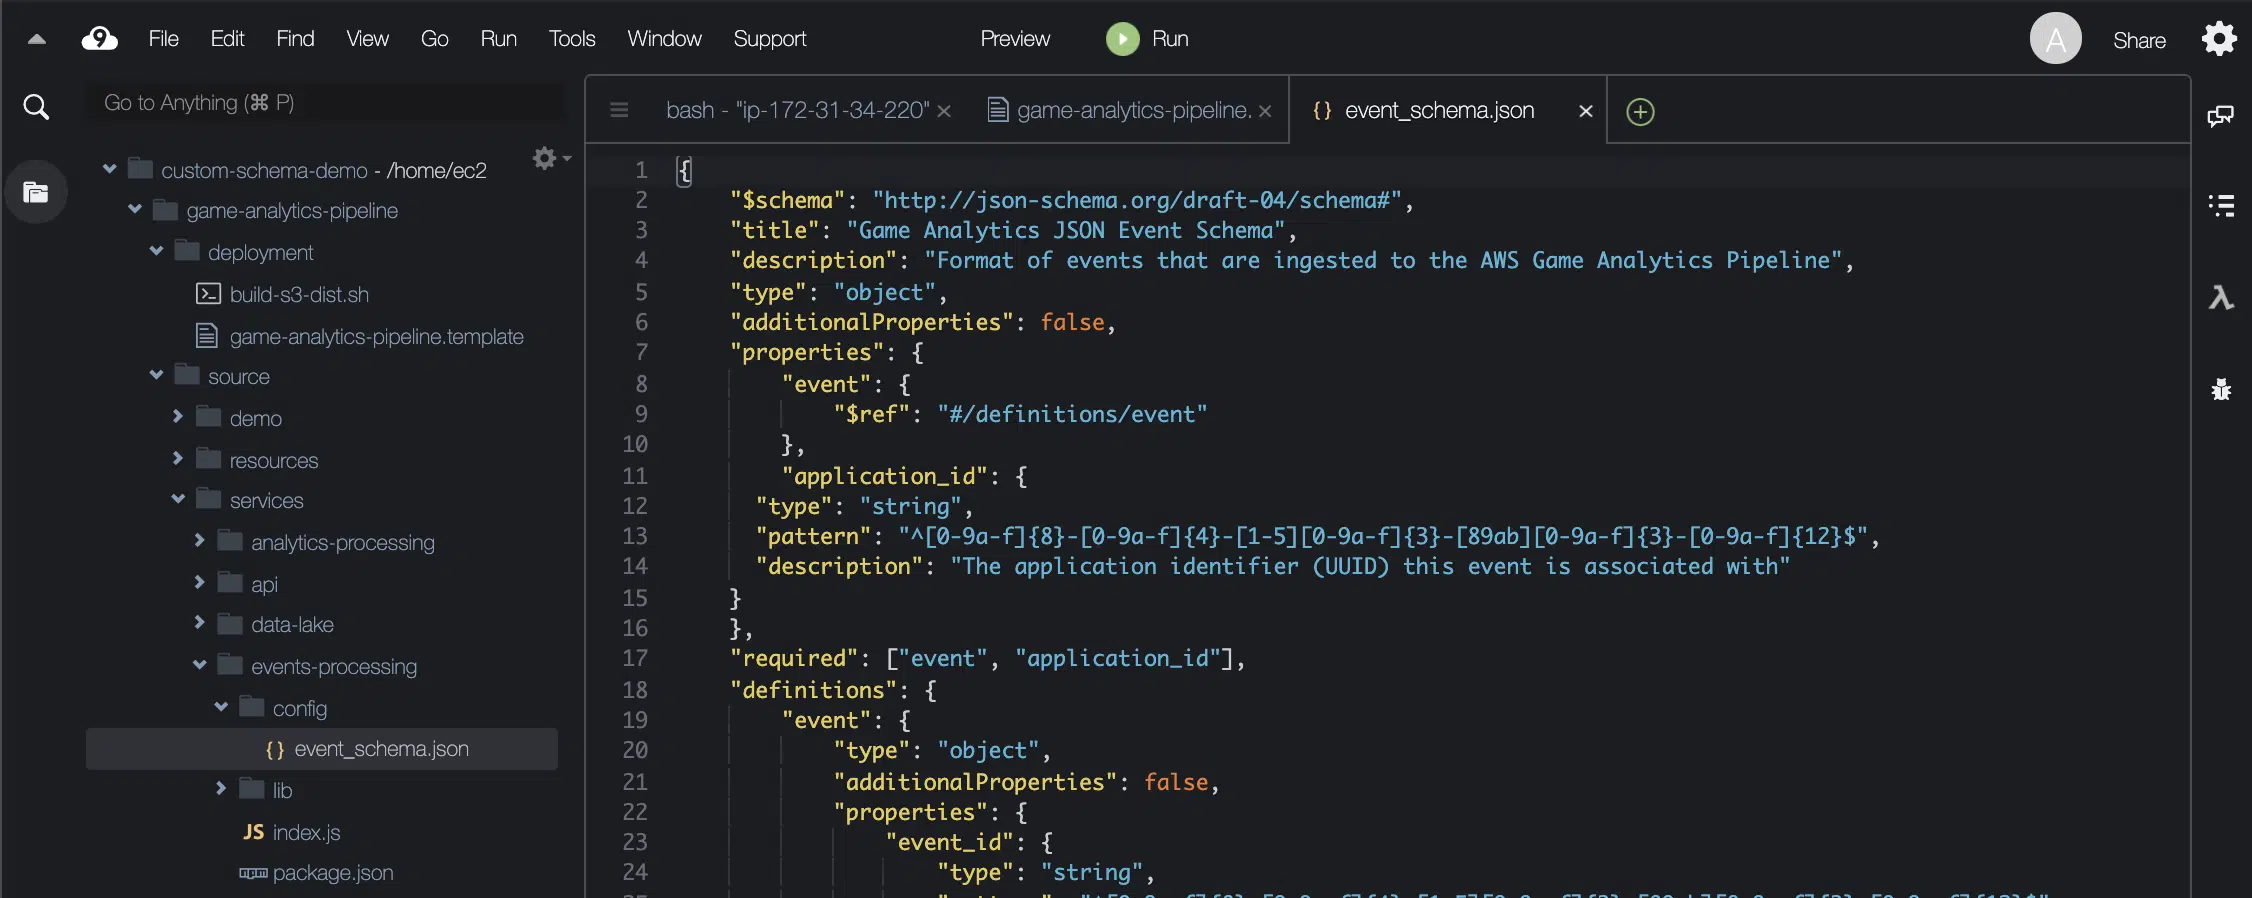 9 File Edit Find View Go Run Tools Window Support Preview Run A Share
Go to Anything (⌘ P)
custom-schema-demo - /home/ec2
game-analytics-pipeline
deployment
build-s3-dist.sh
game-analytics-pipeline.template
source
demo
resources
services
analytics-processing
api
data-lake
events-processing
config
{} event_schema.json
lib
JS index.js
npm package.json
bash - "ip-172-31-34-220" × game-analytics-pipeline. × {} event_schema.json ×
1 {
2 "$schema": "http://json-schema.org/draft-04/schema#",
3 "title": "Game Analytics JSON Event Schema",
4 "description": "Format of events that are ingested to the AWS Game Analytics Pipeline",
5 "type": "object",
6 "additionalProperties": false,
7 "properties": {
8 "event": {
9 "$ref": "#/definitions/event"
10 },
11 "application_id": {
12 "type": "string",
13 "pattern": "^[0-9a-f]{8}-[0-9a-f]{4}-[1-5][0-9a-f]{3}-[89ab][0-9a-f]{3}-[0-9a-f]{12}$",
14 "description": "The application identifier (UUID) this event is associated with"
15 }
16 },
17 "required": ["event", "application_id"],
18 "definitions": {
19 "event": {
20 "type": "object",
21 "additionalProperties": false,
22 "properties": {
23 "event_id": {
24 "type": "string",